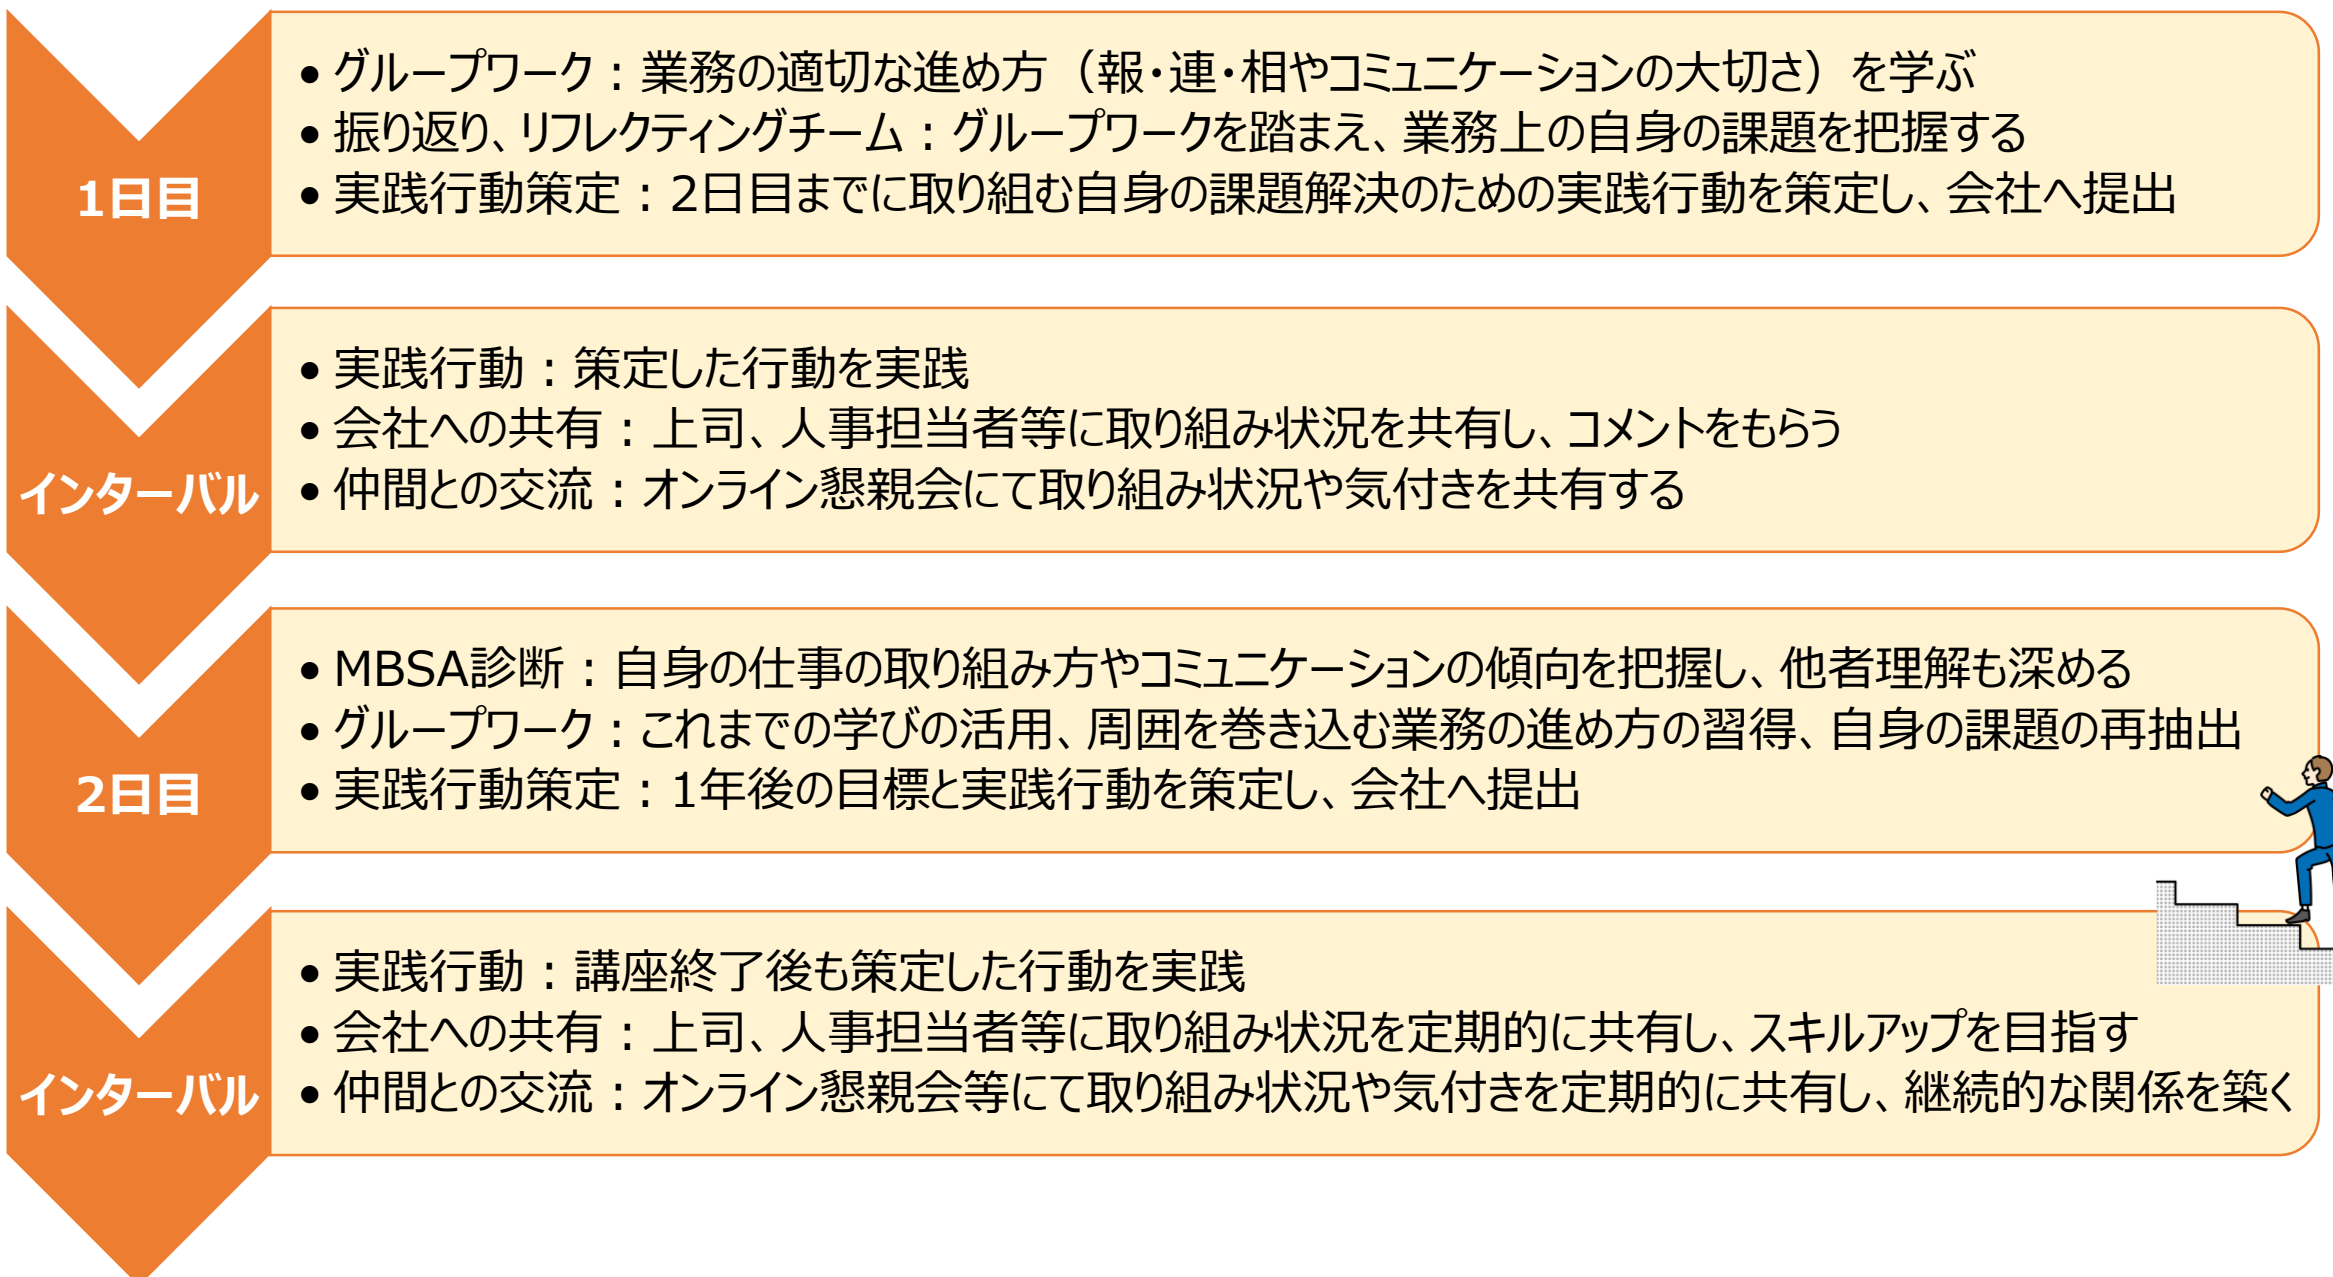 1日目
• グループワーク：業務の適切な進め方（報・連・相やコミュニケーションの大切さ）を学ぶ
• 振り返り、リフレクティングチーム：グループワークを踏まえ、業務上の自身の課題を把握する
• 実践行動策定：2日目までに取り組む自身の課題解決のための実践行動を策定し、会社へ提出
インターバル
• 実践行動：策定した行動を実践
• 会社への共有：上司、人事担当者等に取り組み状況を共有し、コメントをもらう
• 仲間との交流：オンライン懇親会にて取り組み状況や気付きを共有する
2日目
• MBSA診断：自身の仕事の取り組み方やコミュニケーションの傾向を把握し、他者理解も深める
• グループワーク：これまでの学びの活用、周囲を巻き込む業務の進め方の習得、自身の課題の再抽出
• 実践行動策定：1年後の目標と実践行動を策定し、会社へ提出
インターバル
• 実践行動：講座終了後も策定した行動を実践
• 会社への共有：上司、人事担当者等に取り組み状況を定期的に共有し、スキルアップを目指す
• 仲間との交流：オンライン懇親会等にて取り組み状況や気付きを定期的に共有し、継続的な関係を築く